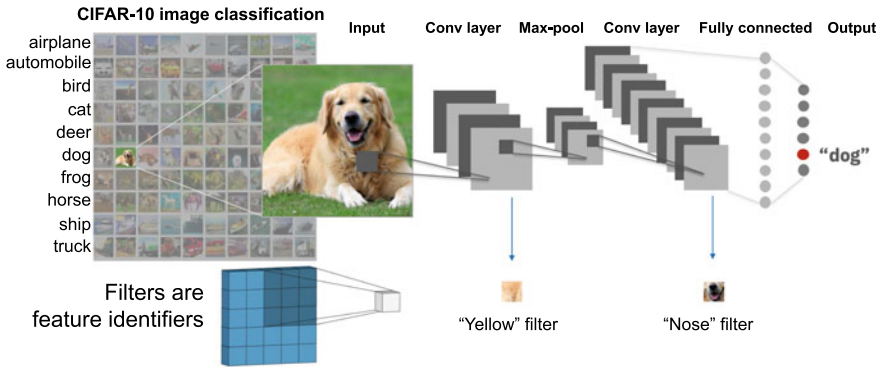 CIFAR-10 image classification
Input
Conv layer
Max-pool
Conv layer
Fully connected
Output
airplane
automobile
bird
cat
deer
dog
frog
horse
ship
truck
“dog”
Filters are
feature identifiers
“Yellow” filter
“Nose” filter